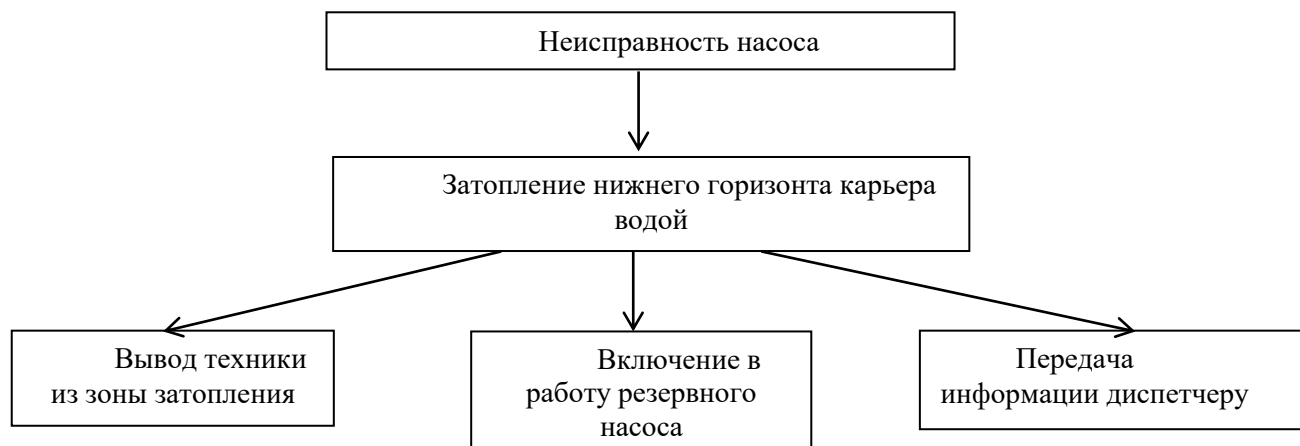 Неисправность насоса
Затопление нижнего горизонта карьера
водой
Вывод техники
из зоны затопления
Включение в
работу резервного
насоса
Передача
информации диспетчеру